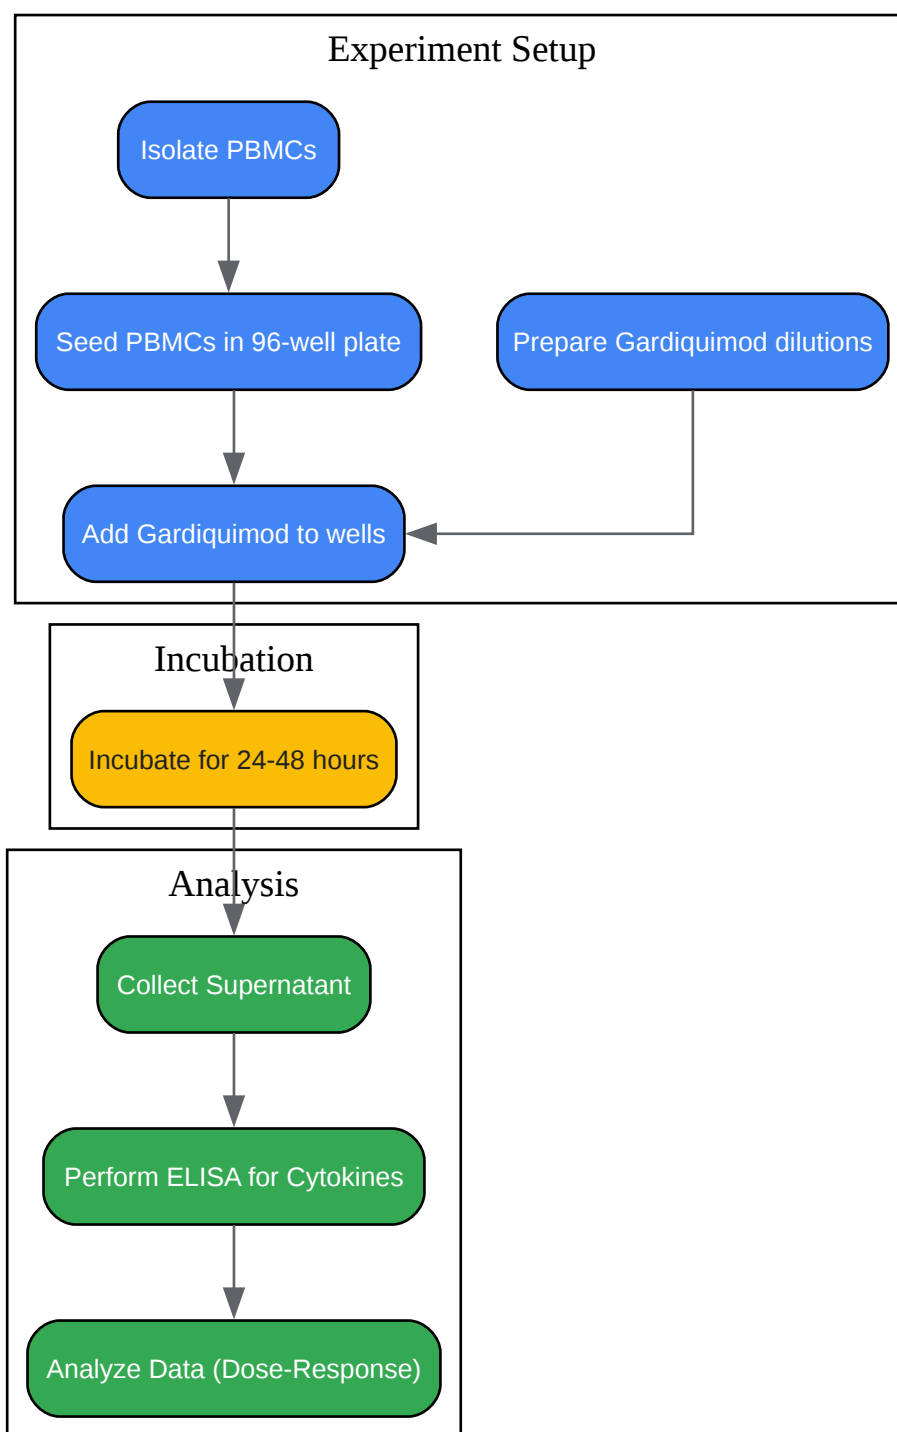 Experiment Setup
Isolate PBMCs
Seed PBMCs in 96-well plate
Prepare Gardiquimod dilutions
Add Gardiquimod to wells
Incubation
Incubate for 24-48 hours
Analysis
Collect Supernatant
Perform ELISA for Cytokines
Analyze Data (Dose-Response)